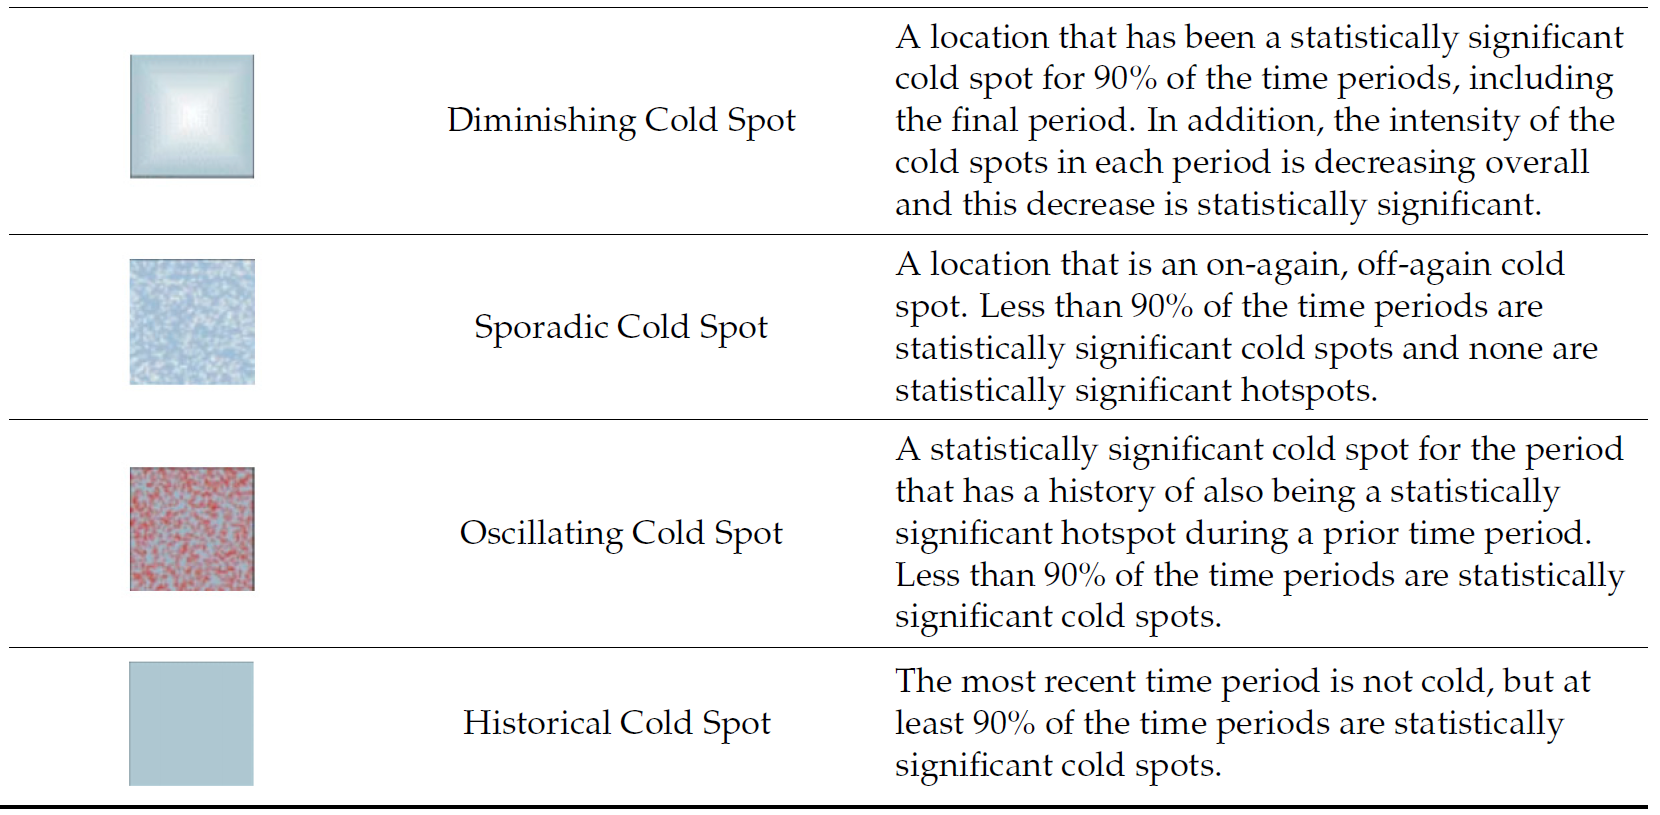 A location that has been a statistically significant
cold spot for 90% of the time periods, including
Diminishing Cold Spot
the final period. In addition, the intensity of the
cold spots in each period is decreasing overall
and this decrease is statistically significant.
A location that is an on-again, off-again cold
spot. Less than 90% of the time periods are
Sporadic Cold Spot
statistically significant cold spots and none are
statistically significant hotspots.
A statistically significant cold spot for the period
that has a history of also being a statistically
Oscillating Cold Spot
significant hotspot during a prior time period.
Less than 90% of the time periods are statistically
significant cold spots.
The most recent time period is not cold, but at
Historical Cold Spot
least 90% of the time periods are statistically
significant cold spots.